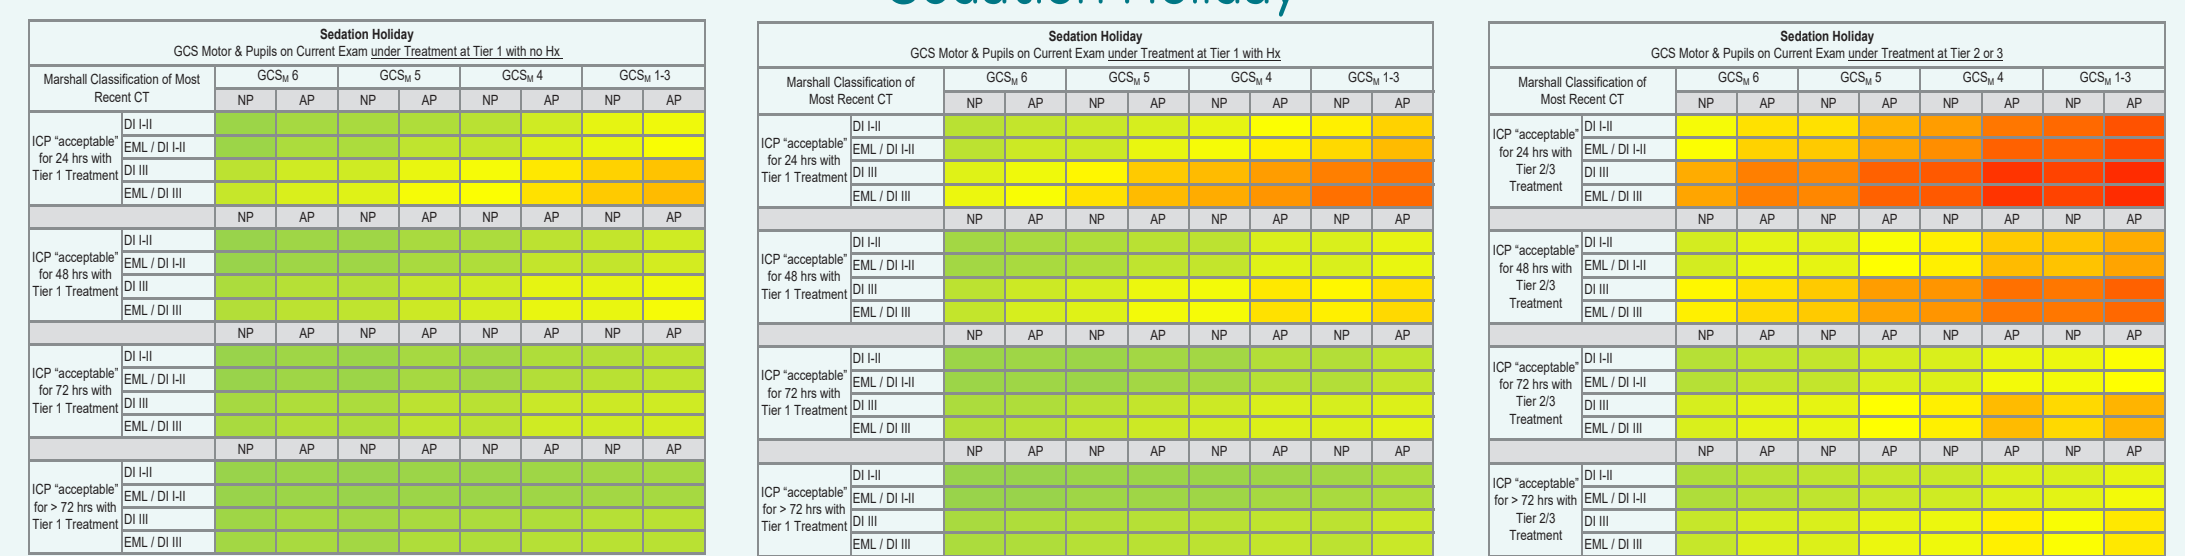 Sedation Holiday
Sedation Holiday
GCS Motor & Pupils on Current Exam under Treatment at Tier 1 with no Hx
Marshall Classification of Most
Recent CT
GCSM 6 GCSM 5 GCSM 4 GCSM 1-3
NP AP NP AP NP AP NP AP
ICP “acceptable”
for 24 hrs with
Tier 1 Treatment
DI I-II
EML / DI I-II
DI III
EML / DI III
NP AP NP AP NP AP NP AP
ICP “acceptable”
for 48 hrs with
Tier 1 Treatment
DI I-II
EML / DI I-II
DI III
EML / DI III
NP AP NP AP NP AP NP AP
ICP “acceptable”
for 72 hrs with
Tier 1 Treatment
DI I-II
EML / DI I-II
DI III
EML / DI III
NP AP NP AP NP AP NP AP
ICP “acceptable”
for > 72 hrs with
Tier 1 Treatment
DI I-II
EML / DI I-II
DI III
EML / DI III
Sedation Holiday
GCS Motor & Pupils on Current Exam under Treatment at Tier 1 with Hx
Marshall Classification of
Most Recent CT
GCSM 6 GCSM 5 GCSM 4 GCSM 1-3
NP AP NP AP NP AP NP AP
ICP “acceptable”
for 24 hrs with
Tier 1 Treatment
DI I-II
EML / DI I-II
DI III
EML / DI III
NP AP NP AP NP AP NP AP
ICP “acceptable”
for 48 hrs with
Tier 1 Treatment
DI I-II
EML / DI I-II
DI III
EML / DI III
NP AP NP AP NP AP NP AP
ICP “acceptable”
for 72 hrs with
Tier 1 Treatment
DI I-II
EML / DI I-II
DI III
EML / DI III
NP AP NP AP NP AP NP AP
ICP “acceptable”
for > 72 hrs with
Tier 1 Treatment
DI I-II
EML / DI I-II
DI III
EML / DI III
Sedation Holiday
GCS Motor & Pupils on Current Exam under Treatment at Tier 2 or 3
Marshall Classification of
Most Recent CT
GCSM 6 GCSM 5 GCSM 4 GCSM 1-3
NP AP NP AP NP AP NP AP
ICP “acceptable”
for 24 hrs with
Tier 2/3
Treatment
DI I-II
EML / DI I-II
DI III
EML / DI III
NP AP NP AP NP AP NP AP
ICP “acceptable”
for 48 hrs with
Tier 2/3
Treatment
DI I-II
EML / DI I-II
DI III
EML / DI III
NP AP NP AP NP AP NP AP
ICP “acceptable”
for 72 hrs with
Tier 2/3
Treatment
DI I-II
EML / DI I-II
DI III
EML / DI III
NP AP NP AP NP AP NP AP
ICP “acceptable”
for > 72 hrs with
Tier 2/3
Treatment
DI I-II
EML / DI I-II
DI III
EML / DI III